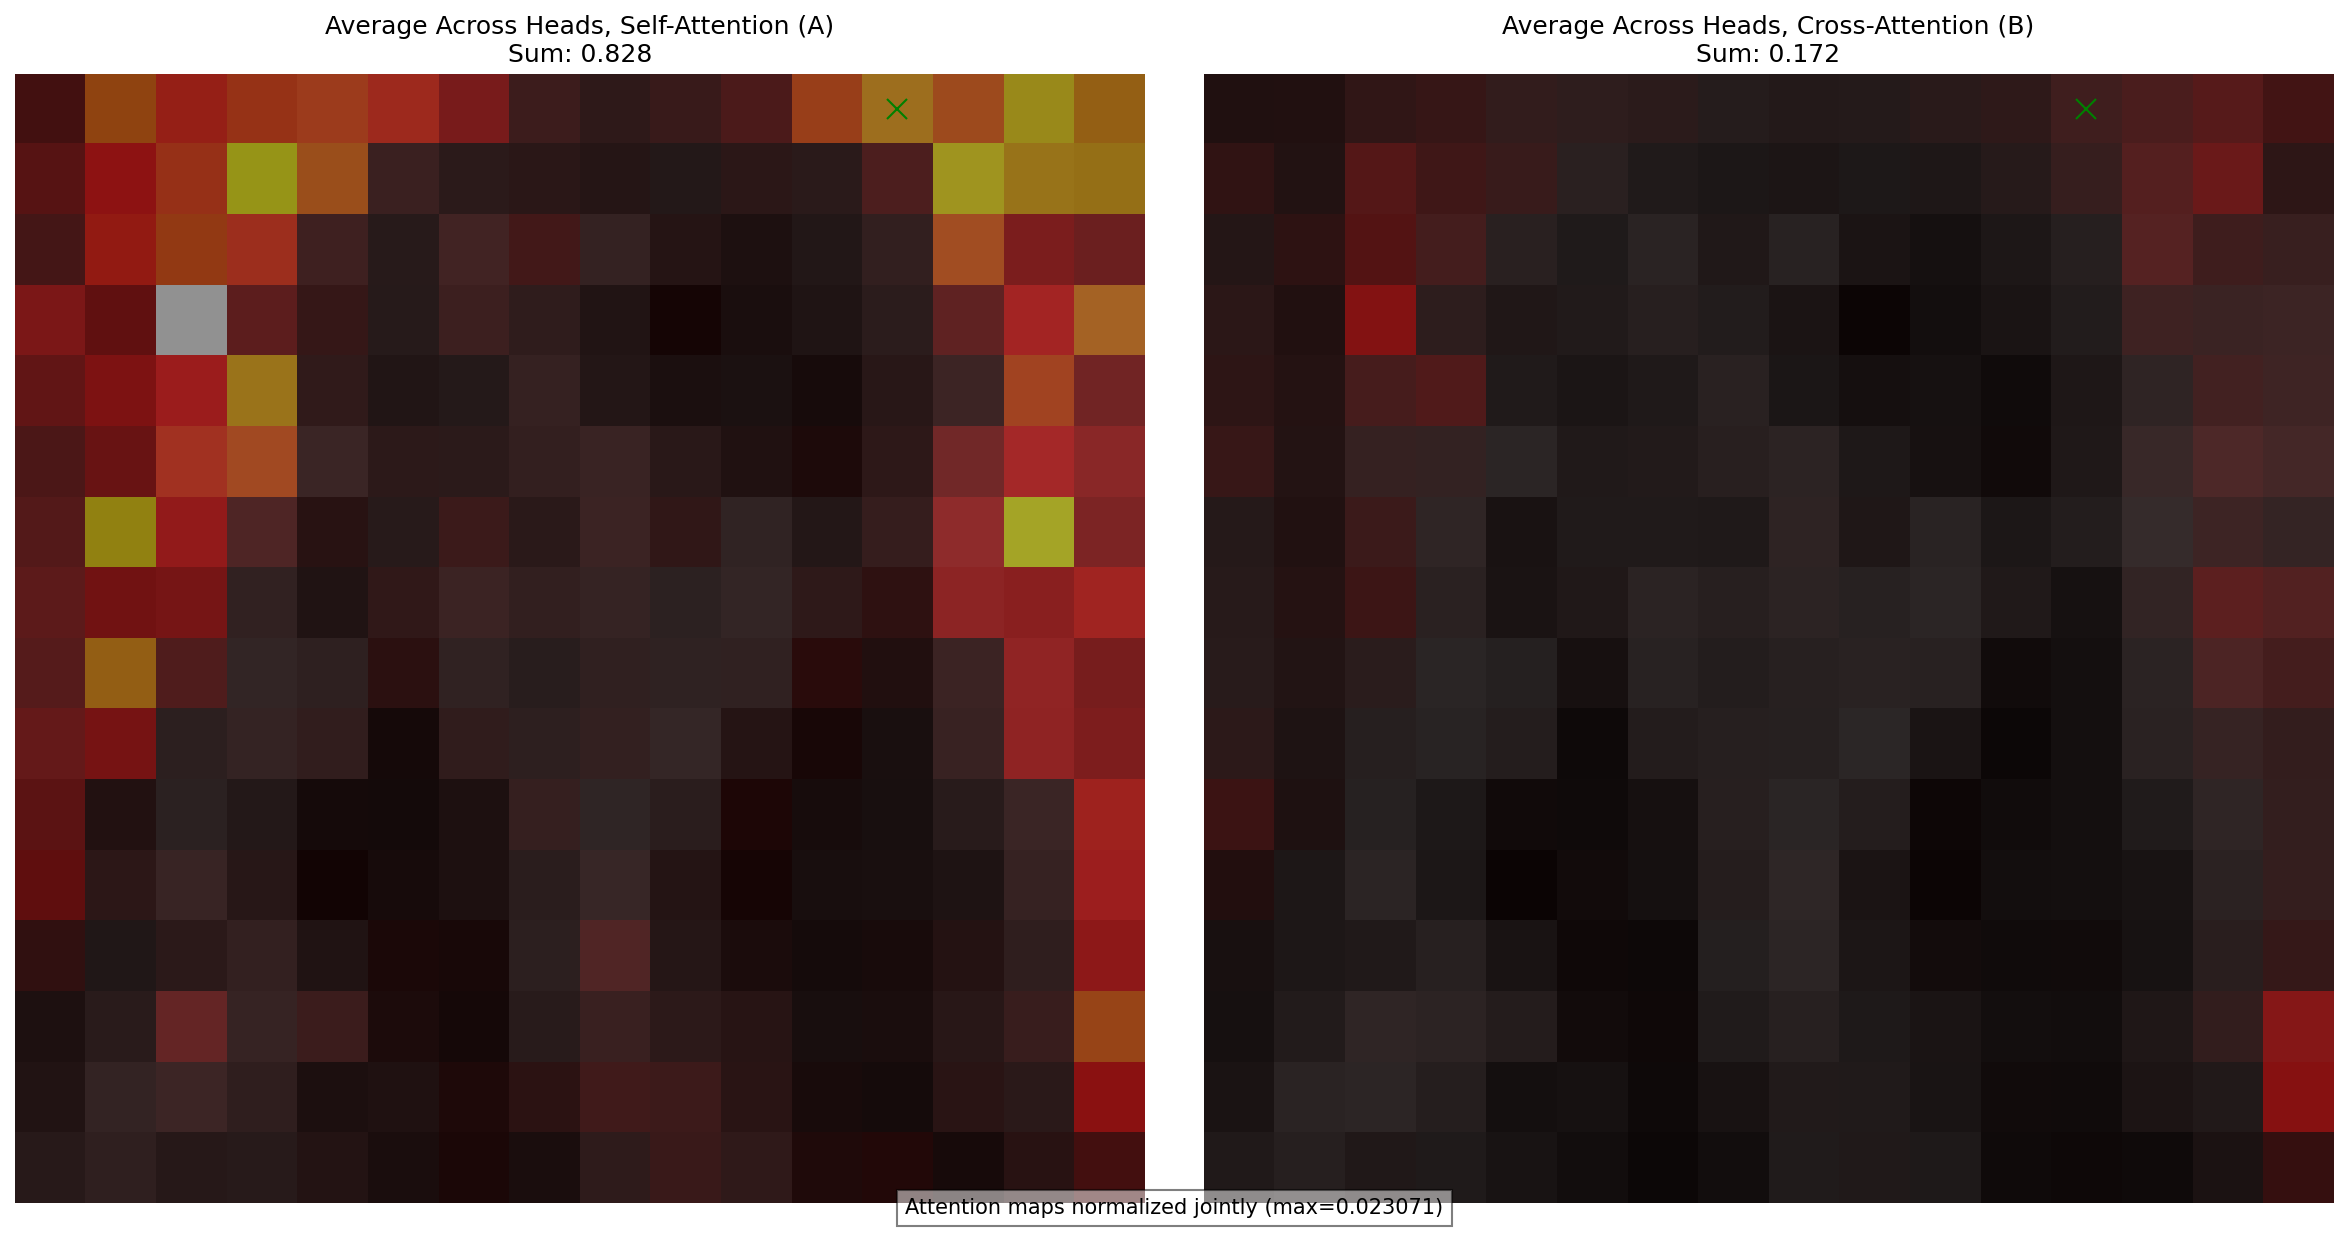 Average Across Heads, Self-Attention (A)
Sum: 0.828
Average Across Heads, Cross-Attention (B)
Sum: 0.172
Attention maps normalized jointly (max=0.023071)